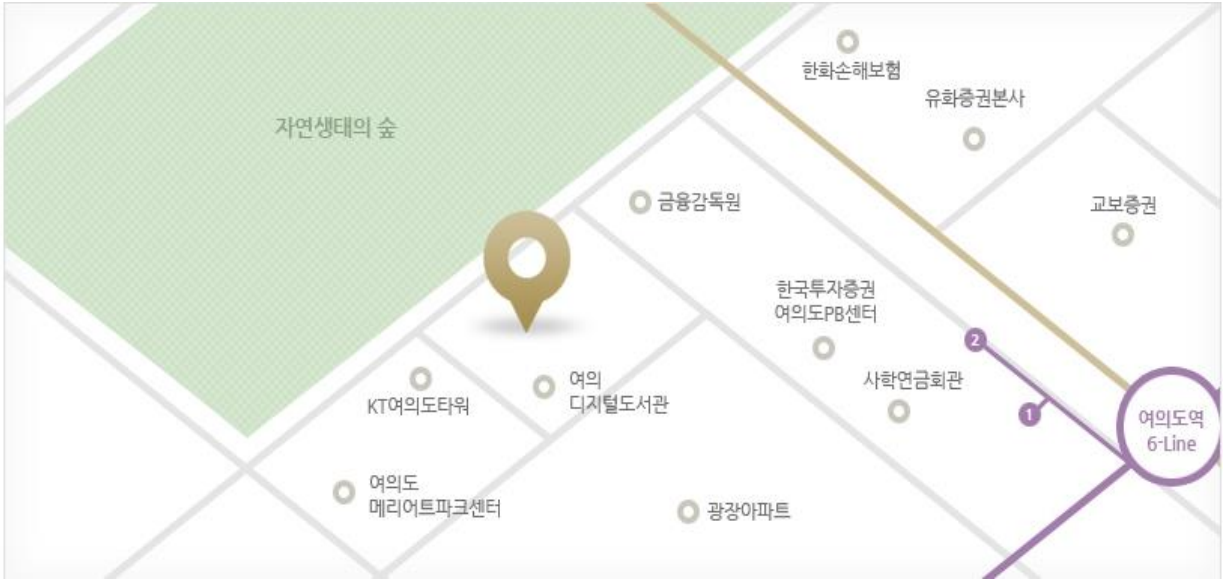 한화손해보험
유화증권본사
자연생태의 숲
금융감독원
교보증권
한국투자증권
여의도PB센터
2
사학연금회관
여의
디지털도서관
KT여의도타워
1
여의도역
6-Line
여의도
메리어트파크센터
광장아파트